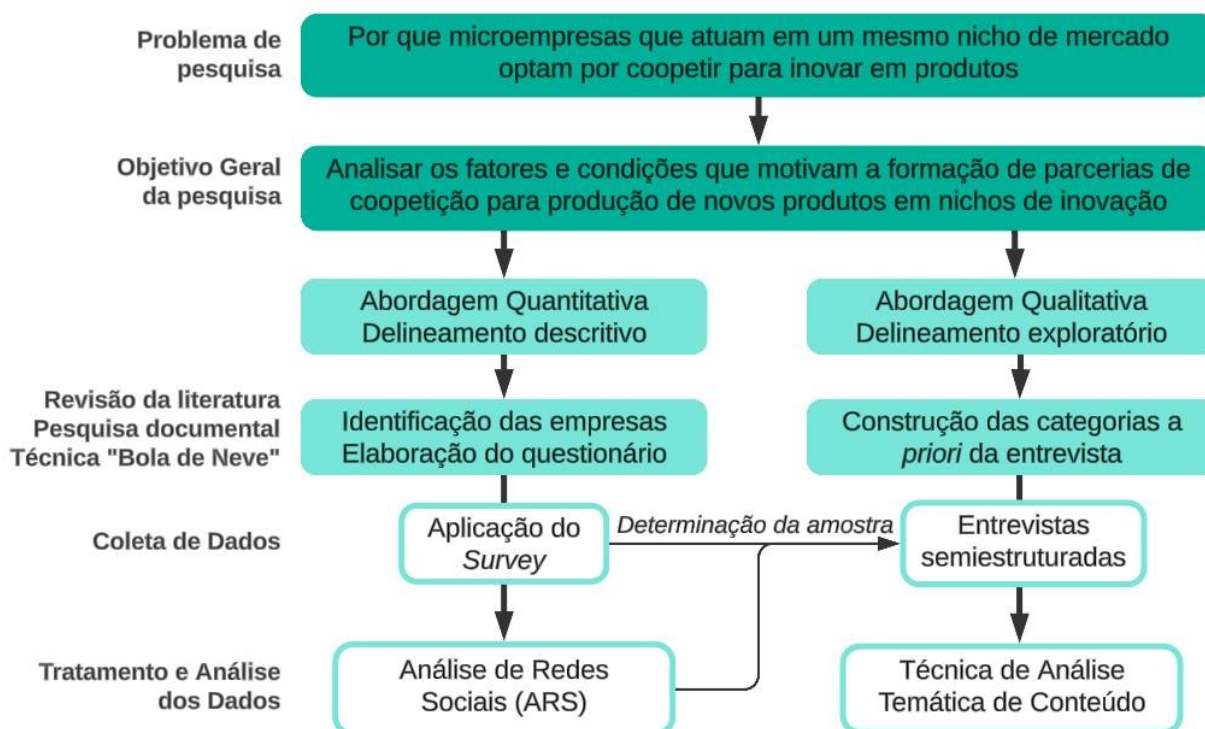 Problema de
pesquisa
Por que microempresas que atuam em um mesmo nicho de mercado
optam por coopetir para inovar em produtos
Objetivo Geral
da pesquisa
Analisar os fatores e condições que motivam a formação de parcerias de
coopetição para produção de novos produtos em nichos de inovação
Abordagem Quantitativa
Delineamento descritivo
Abordagem Qualitativa
Delineamento exploratório
Revisão da literatura
Pesquisa documental
Técnica "Bola de Neve"
Identificação das empresas
Elaboração do questionário
Construção das categorias a
priori da entrevista
Coleta de Dados
Aplicação do
Survey
Determinação da amostra
Entrevistas
semiestruturadas
Tratamento e Análise
dos Dados
Análise de Redes
Sociais (ARS)
Técnica de Análise
Temática de Conteúdo